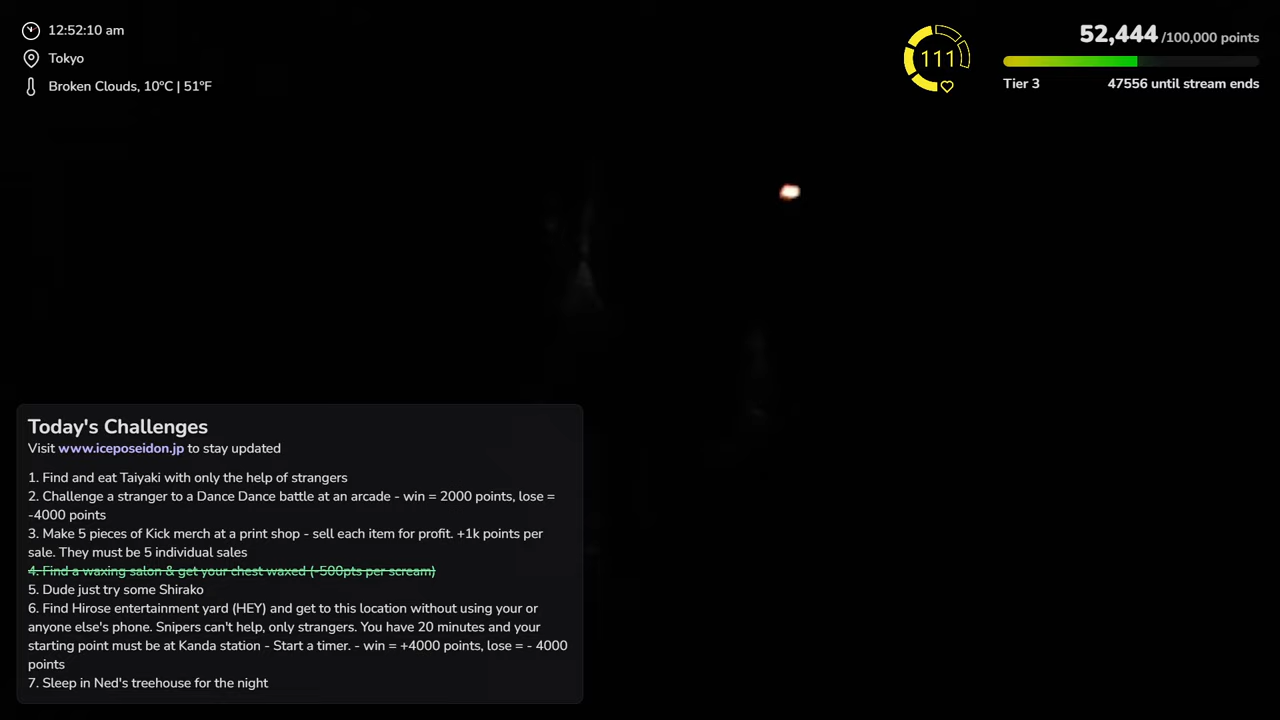 12:52:10 am
Tokyo
Broken Clouds, 10°C | 51°F
111
52,444 /100,000 points
Tier 3
47556 until stream ends
Today's Challenges
Visit www.iceposeidon.jp to stay updated
1. Find and eat Taiyaki with only the help of strangers
2. Challenge a stranger to a Dance Dance battle at an arcade - win = 2000 points, lose =
-4000 points
3. Make 5 pieces of Kick merch at a print shop - sell each item for profit. +1k points per
sale. They must be 5 individual sales
4. Find a waxing salon & get your chest waxed (-500pts per scream)
5. Dude just try some Shirako
6. Find Hirose entertainment yard (HEY) and get to this location without using your or
anyone else's phone. Snipers can't help, only strangers. You have 20 minutes and your
starting point must be at Kanda station - Start a timer. - win = +4000 points, lose = - 4000
points
7. Sleep in Ned's treehouse for the night